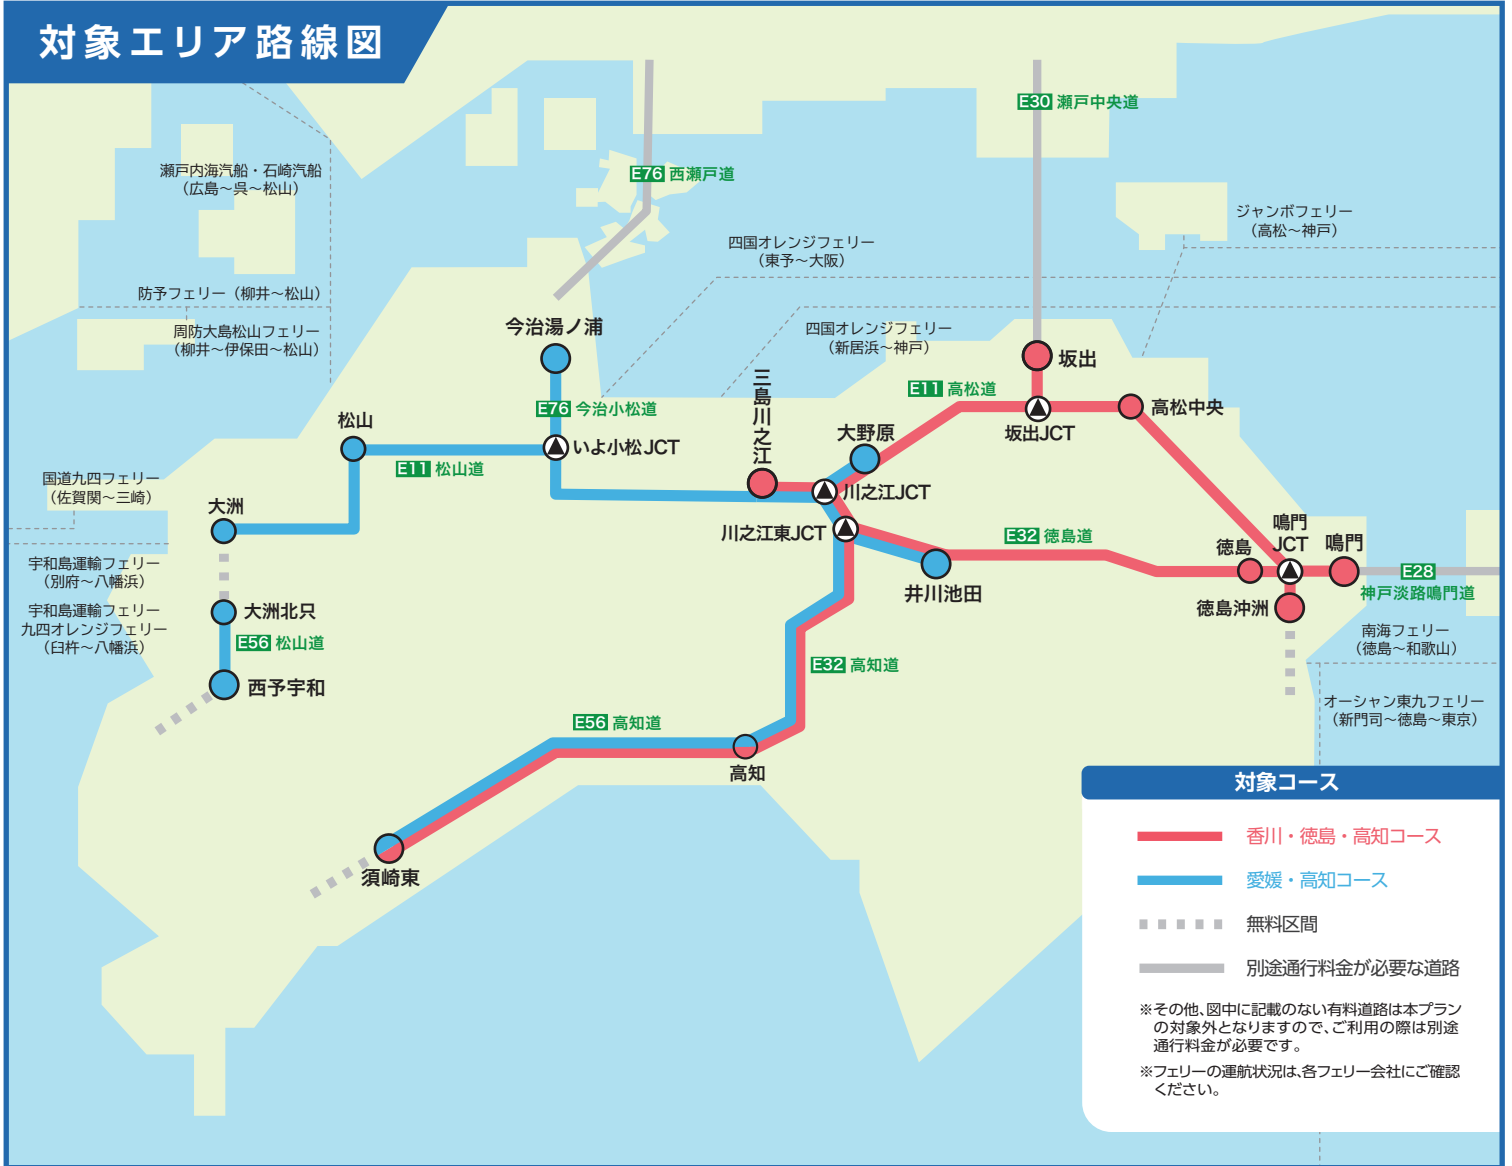 対象エリア路線図
E30 瀬戸中央道
瀬戸内海汽船・石崎汽船
（広島～呉～松山）
E76 西瀬戸道
ジャンボフェリー
（高松～神戸）
四国オレンジフェリー
（東予～大阪）
防予フェリー（柳井～松山）
周防大島松山フェリー
（柳井～伊保田～松山）
今治湯ノ浦
四国オレンジフェリー
（新居浜～神戸）
坂出
三島川之江
E11 高松道
E76 今治小松道
高松中央
松山
大野原
坂出JCT
いよ小松JCT
E11 松山道
国道九四フェリー
（佐賀関～三崎）
川之江JCT
大洲
川之江東JCT
E32 徳島道
鳴門
JCT
鳴門
徳島
宇和島運輸フェリー
（別府～八幡浜）
E28
神戸淡路鳴門道
井川池田
宇和島運輸フェリー
九四オレンジフェリー
（臼杵～八幡浜）
大洲北只
徳島沖洲
E56 松山道
南海フェリー
（徳島～和歌山）
E32 高知道
西予宇和
オーシャン東九フェリー
（新門司～徳島～東京）
E56 高知道
高知
須崎東
対象コース
香川・徳島・高知コース
愛媛・高知コース
無料区間
別途通行料金が必要な道路
※その他、図中に記載のない有料道路は本プラン
の対象外となりますので、ご利用の際は別途
通行料金が必要です。
※フェリーの運航状況は、各フェリー会社にご確認
ください。